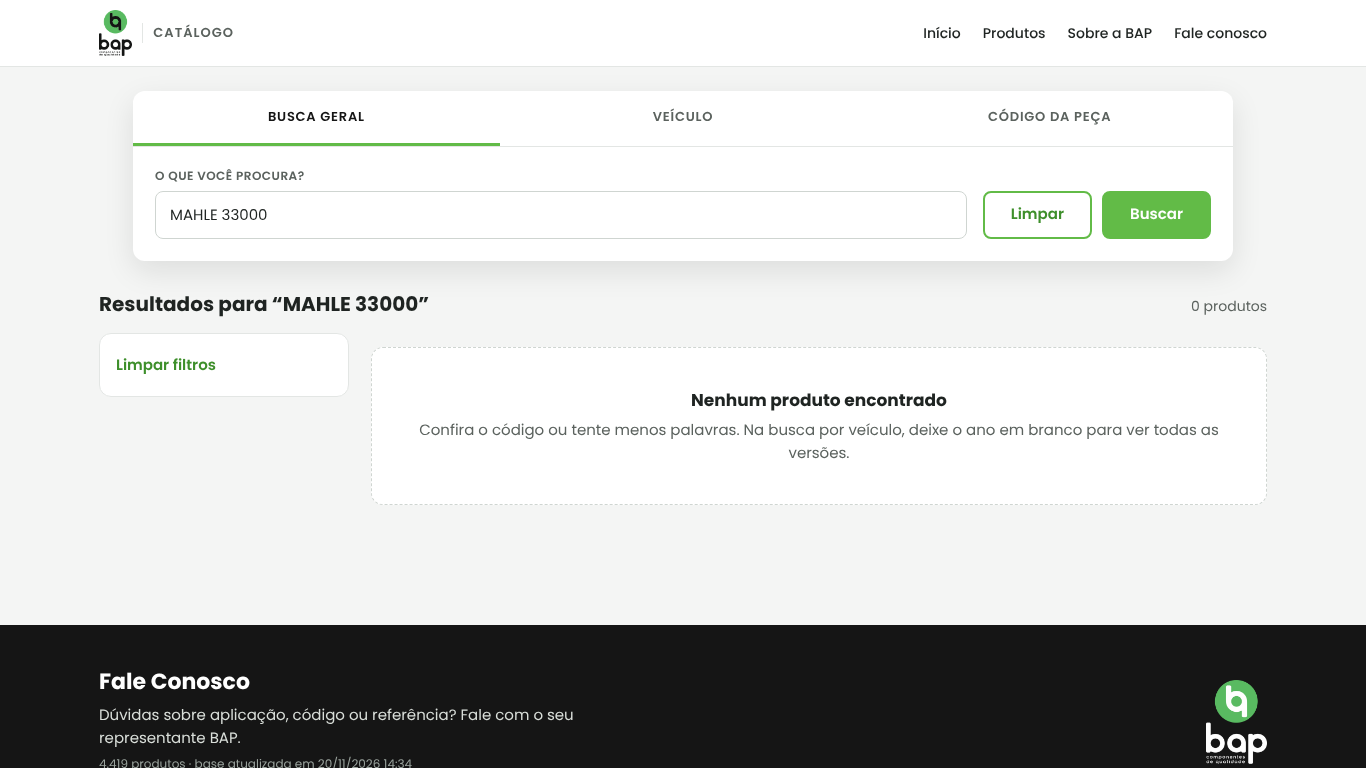 bap
CATÁLOGO
Início
Produtos
Sobre a BAP
Fale conosco
BUSCA GERAL
VEÍCULO
CÓDIGO DA PEÇA
O QUE VOCÊ PROCURA?
MAHLE 33000
Limpar
Buscar
Resultados para “MAHLE 33000”
0 produtos
Limpar filtros
Nenhum produto encontrado
Confira o código ou tente menos palavras. Na busca por veículo, deixe o ano em branco para ver todas as
versões.
Fale Conosco
Dúvidas sobre aplicação, código ou referência? Fale com o seu
representante BAP.
4.419 produtos · base atualizada em 20/11/2026 14:34
bap
componentes
de qualidade